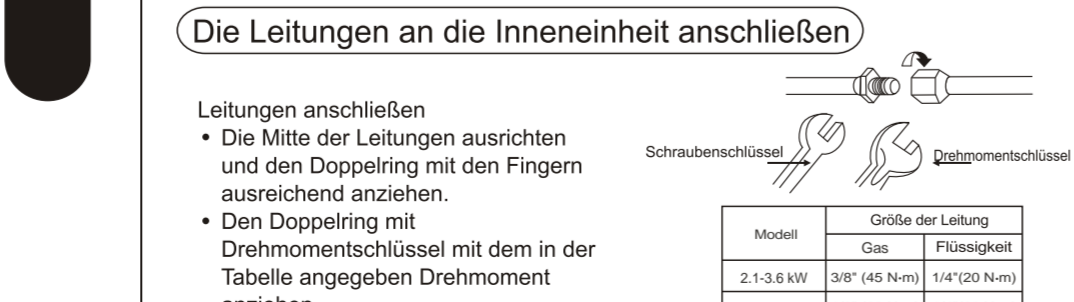 Die Leitungen an die Inneneinheit anschließen
Leitungen anschließen
• Die Mitte der Leitungen ausrichten
und den Doppelring mit den Fingern
ausreichend anziehen.
• Den Doppelring mit
Drehmomentschlüssel mit dem in der
Tabelle angegeben Drehmoment
anziehen
Schraubenschlüssel
Drehmomentschlüssel
Modell
Größe der Leitung
Gas Flüssigkeit
2.1-3.6 kW 3/8" (45 N·m) 1/4"(20 N·m)